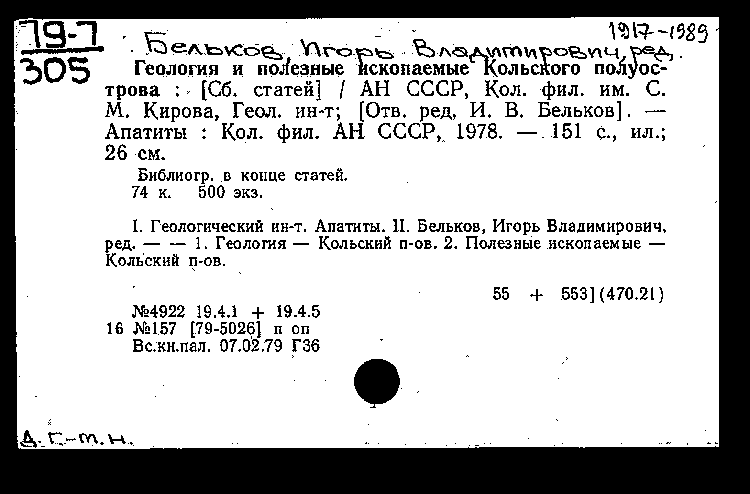 79-7
305
1917-1989
Бельков, Игорь Владимирович, ред.
Геология и полезные ископаемые Кольского полуос-
трова : [Сб. статей] / АН СССР, Кол. фил. им. С.
М. Кирова, Геол. ин-т; [Отв. ред. И. В. Бельков]. —
Апатиты : Кол. фил. АН СССР, 1978. — 151 с., ил.;
26 см.
Библиогр. в конце статей.
74 к. 500 экз.
I. Геологический ин-т. Апатиты. II. Бельков, Игорь Владимирович,
ред. — — 1. Геология — Кольский п-ов. 2. Полезные ископаемые —
Кольский п-ов.
55 + 553](470.21)
№4922 19.4.1 + 19.4.5
16 №157 [79-5026] п оп
Вс.кн.пал. 07.02.79 Г36
д. г.-м. н.